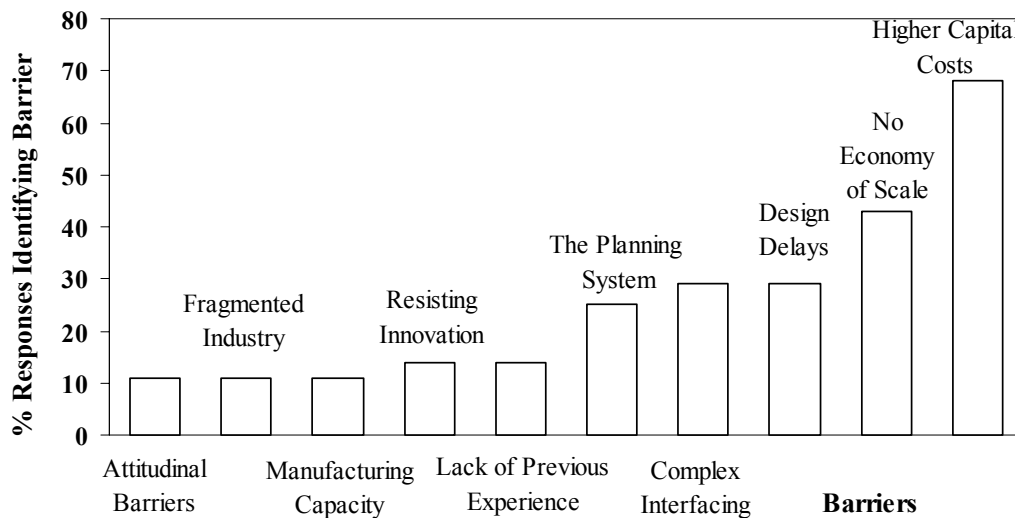 80
70
60
50
40
30
20
10
0
% Responses Identifying Barrier
Higher Capital
Costs
No
Economy
of Scale
Design
Delays
The Planning
System
Resisting
Innovation
Fragmented
Industry
Attitudinal
Barriers
Manufacturing
Capacity
Lack of Previous
Experience
Complex
Interfacing
Barriers